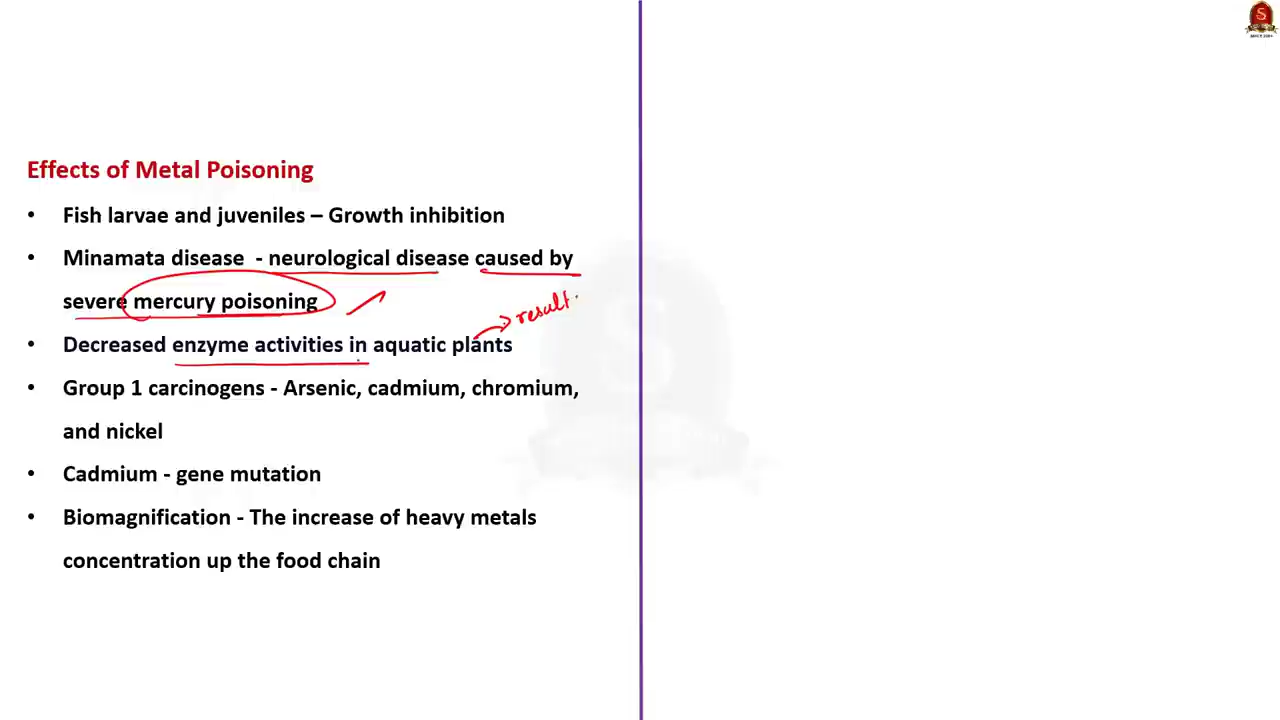 Effects of Metal Poisoning
• Fish larvae and juveniles – Growth inhibition
• Minamata disease - neurological disease caused by
severe mercury poisoning
result.
• Decreased enzyme activities in aquatic plants
• Group 1 carcinogens - Arsenic, cadmium, chromium,
and nickel
• Cadmium - gene mutation
• Biomagnification - The increase of heavy metals
concentration up the food chain